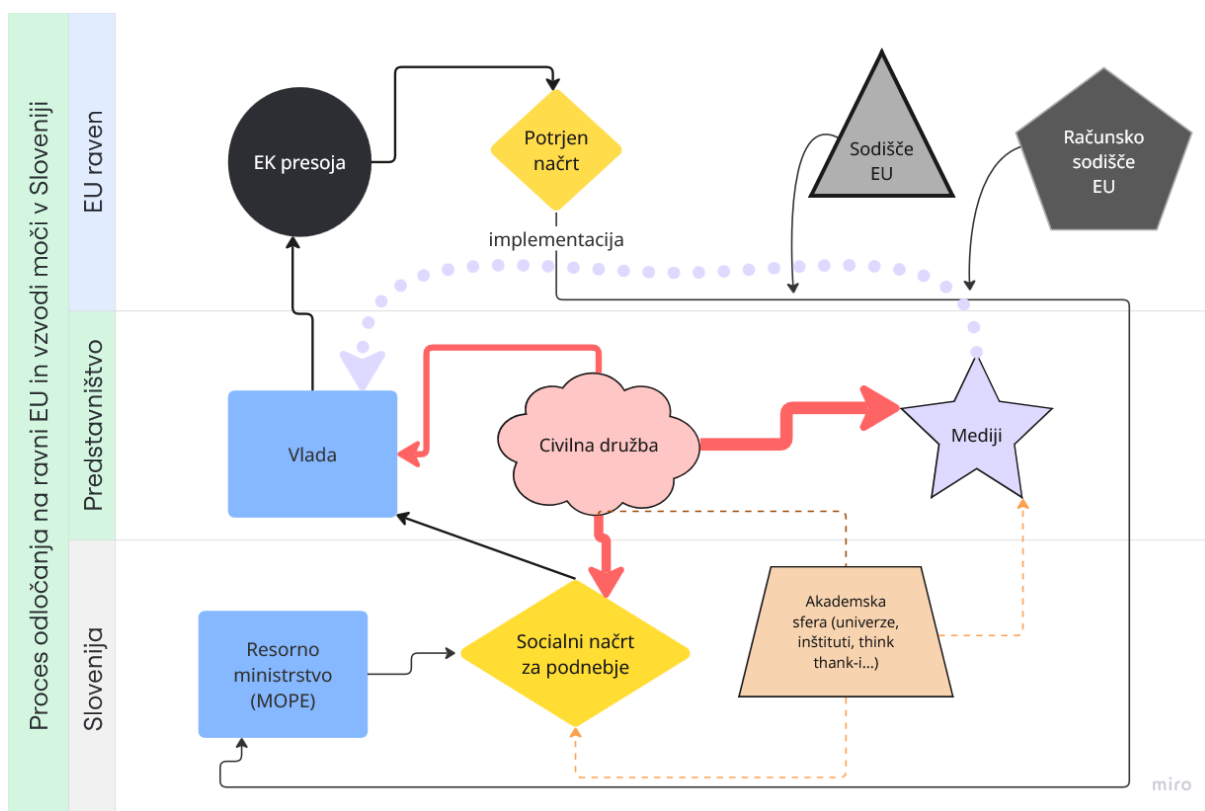 Proces odločanja na ravni EU in vzvodi moči v Sloveniji
EU raven
EK presoja
Potrjen
načrt
Sodišče
EU
Računsko
sodišče
EU
implementacija
Predstavništvo
Vlada
Civilna družba
Mediji
Slovenija
Resorno
ministrstvo
(MOPE)
Socialni načrt
za podnebje
Akademska
sfera (univerze,
inštituti, think
thank-i...)
miro